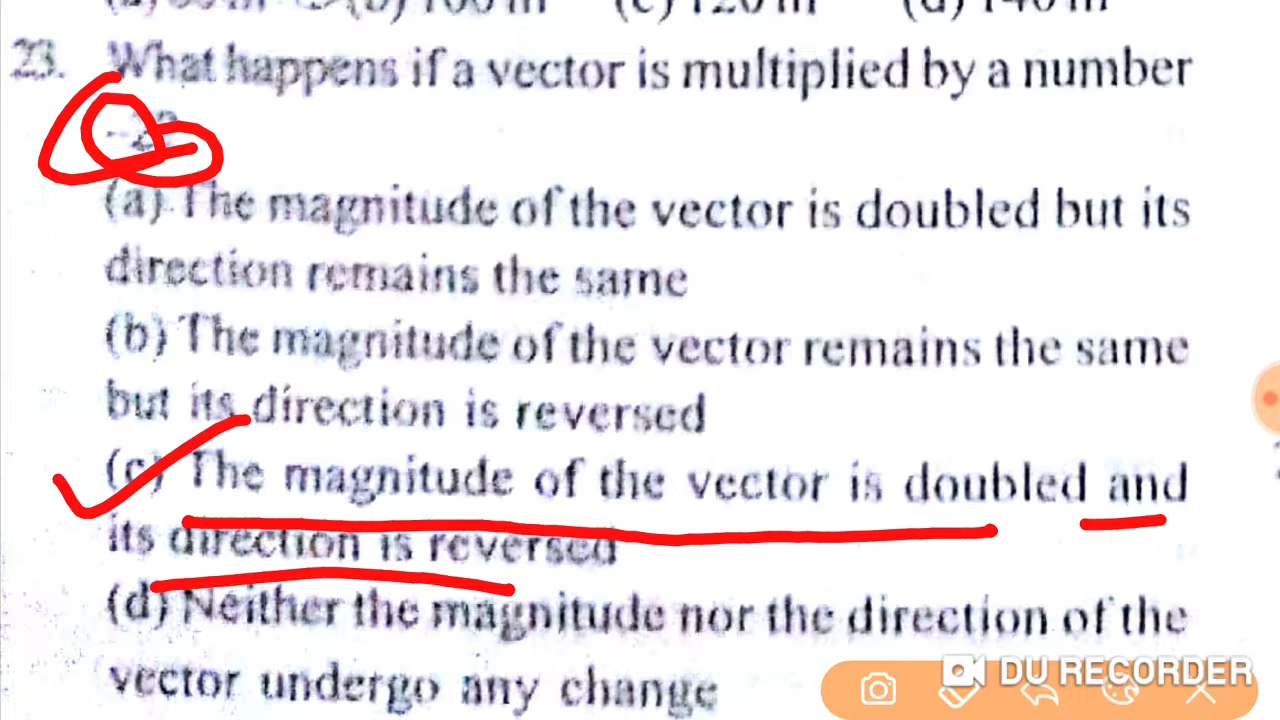 (b) 100 m (c) 120 m (d) 140 m
23. What happens if a vector is multiplied by a number
(a) The magnitude of the vector is doubled but its
direction remains the same
(b) The magnitude of the vector remains the same
but its direction is reversed
(c) The magnitude of the vector is doubled and
its direction is reversed
(d) Neither the magnitude nor the direction of the
vector undergo any change
DU RECORDER